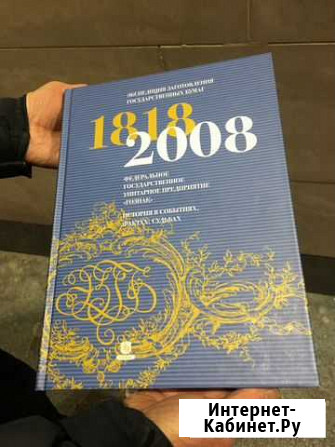 ЭКСПЕДИЦИЯ ЗАГОТОВЛЕНИЯ
ГОСУДАРСТВЕННЫХ БУМАГ
1818
2008
ФЕДЕРАЛЬНОЕ
ГОСУДАРСТВЕННОЕ
УНИТАРНОЕ ПРЕДПРИЯТИЕ
«ГОЗНАК»
ИСТОРИЯ В СОБЫТИЯХ,
ФАКТАХ, СУДЬБАХ
Интернет-
Кабинет.Ру